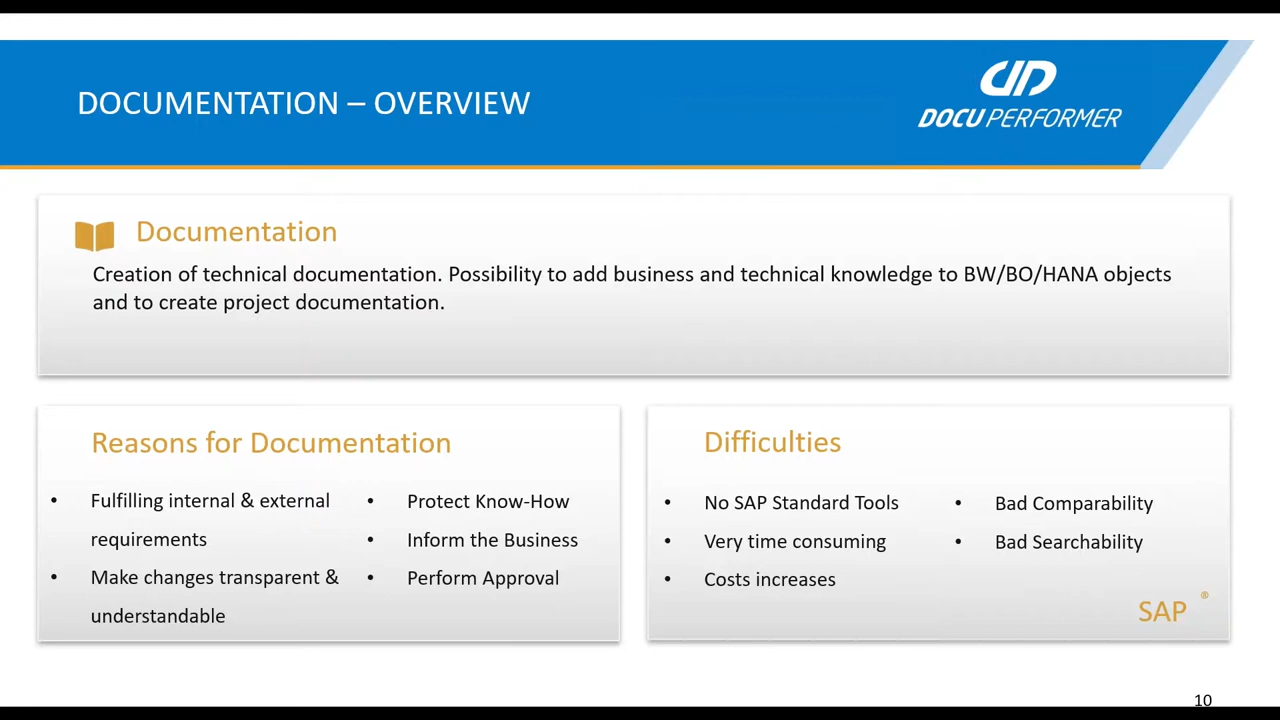 DOCUMENTATION – OVERVIEW
DOCU PERFORMER
Documentation
Creation of technical documentation. Possibility to add business and technical knowledge to BW/BO/HANA objects
and to create project documentation.
Reasons for Documentation
• Fulfilling internal & external
requirements
• Make changes transparent &
understandable
• Protect Know-How
• Inform the Business
• Perform Approval
Difficulties
• No SAP Standard Tools
• Very time consuming
• Costs increases
• Bad Comparability
• Bad Searchability
SAP ®
10